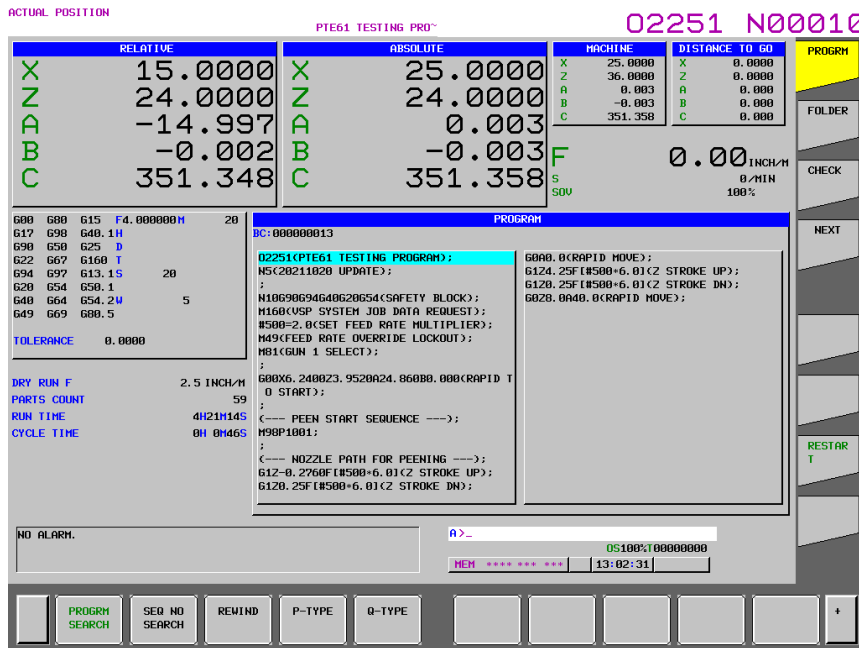 ACTUAL POSITION
PTE61 TESTING PRO~
O2251 N00010
RELATIVE
X 15.0000
Z 24.0000
A -14.997
B -0.002
C 351.348
ABSOLUTE
X 25.0000
Z 24.0000
A 0.003
B -0.003
C 351.358
MACHINE
X 25.0000
Z 36.0000
A 0.003
B -0.003
C 351.358
DISTANCE TO GO
X 0.0000
Z 0.0000
A 0.000
B 0.000
C 0.000
F 0.00 INCH/M
S 0/MIN
SOV 100%
G00 G80 G15 F4.000000 M 20
G17 G98 G40.1 H
G90 G50 G25 D
G22 G67 G160 T
G94 G97 G13.1 S 20
G20 G54 G50.1
G40 G64 G54.2 W 5
G49 G69 G80.5
TOLERANCE 0.0000
DRY RUN F 2.5 INCH/M
PARTS COUNT 59
RUN TIME 4H21M14S
CYCLE TIME 0H 0M46S
PROGRAM
BC:000000013
O2251(PTE61 TESTING PROGRAM);
N5(20211020 UPDATE);
;
N10G90G94G40G20G54(SAFETY BLOCK);
M160(VSP SYSTEM JOB DATA REQUEST);
#500=2.0(SET FEED RATE MULTIPLIER);
M49(FEED RATE OVERRIDE LOCKOUT);
M81(GUN 1 SELECT);
;
G00X6.2400Z3.9520A24.860B0.000(RAPID T
O START);
;
(--- PEEN START SEQUENCE ---);
M98P1001;
;
(--- NOZZLE PATH FOR PEENING ---);
G1Z-0.2760F[#500*6.0](Z STROKE UP);
G1Z0.25F[#500*6.0](Z STROKE DN);
G0A0.0(RAPID MOVE);
G1Z4.25F[#500*6.0](Z STROKE UP);
G1Z0.25F[#500*6.0](Z STROKE DN);
G0Z8.0A40.0(RAPID MOVE);
NO ALARM.
A>_
OS100%T00000000
MEM **** *** ***
13:02:31
PROGRM
FOLDER
CHECK
NEXT
RESTAR
T
PROGRM
SEARCH
SEQ NO
SEARCH
REWIND
P-TYPE
Q-TYPE
+